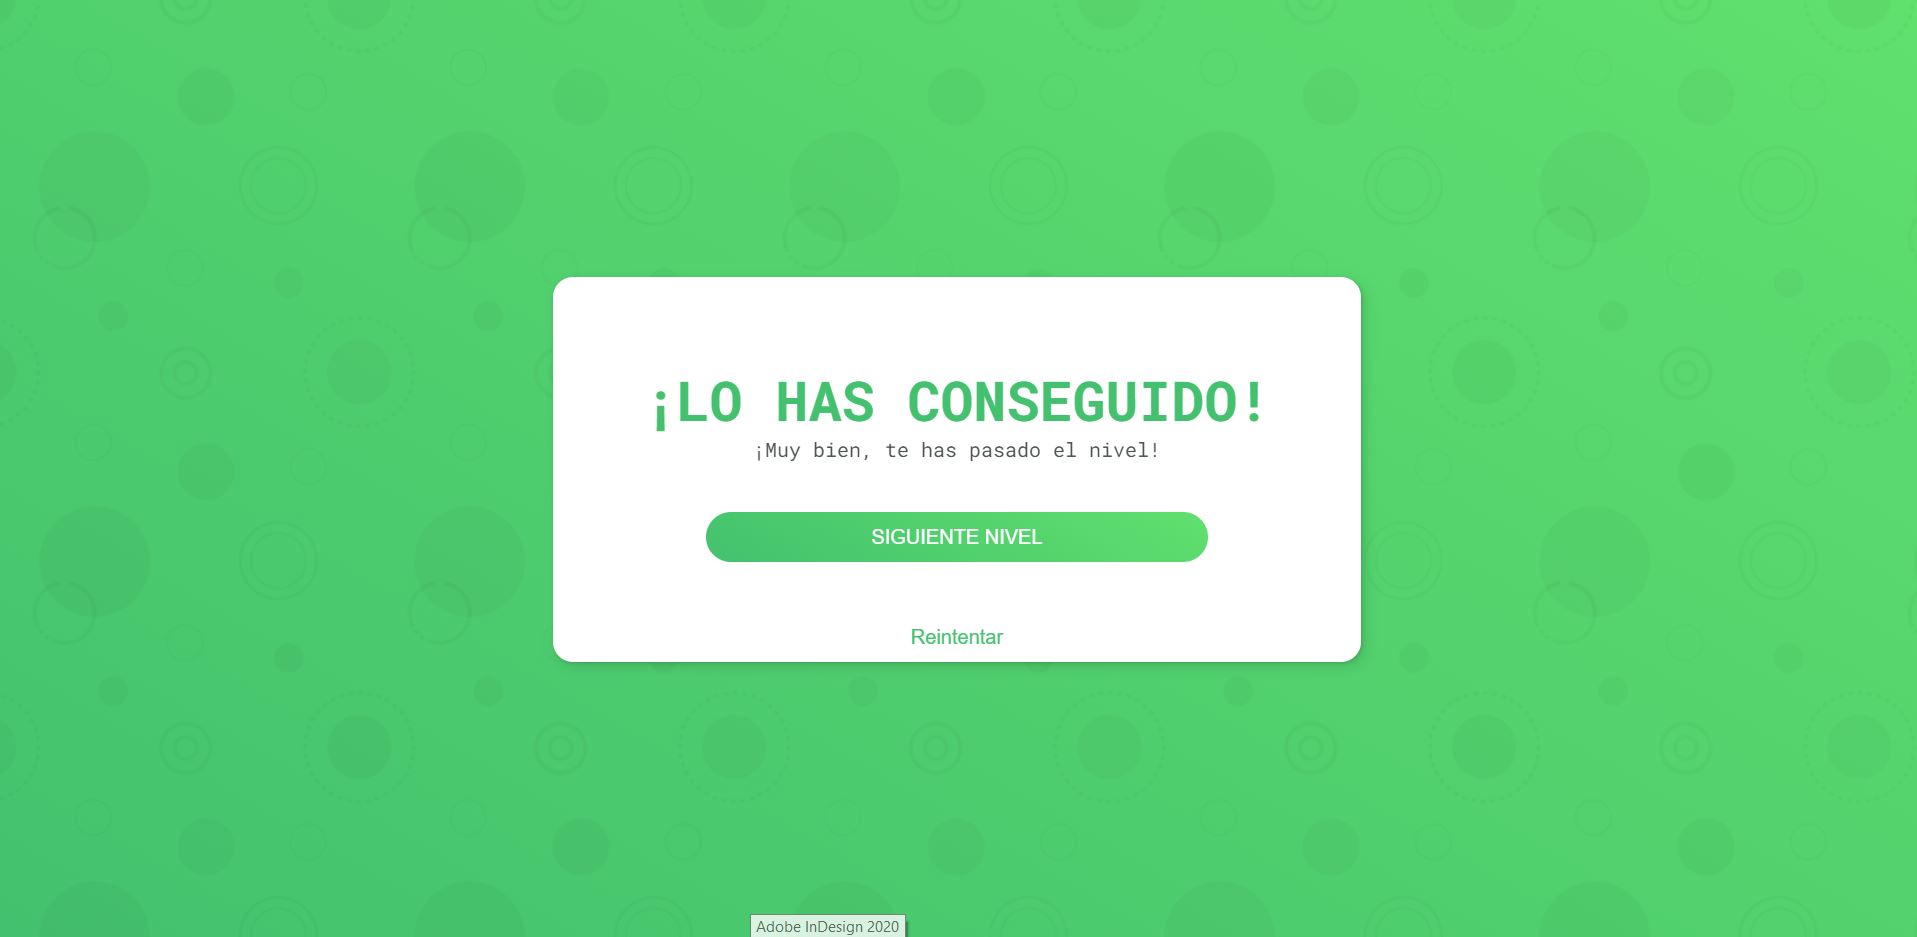 ¡LO HAS CONSEGUIDO!
¡Muy bien, te has pasado el nivel!
SIGUIENTE NIVEL
Reintentar
Adobe InDesign 2020